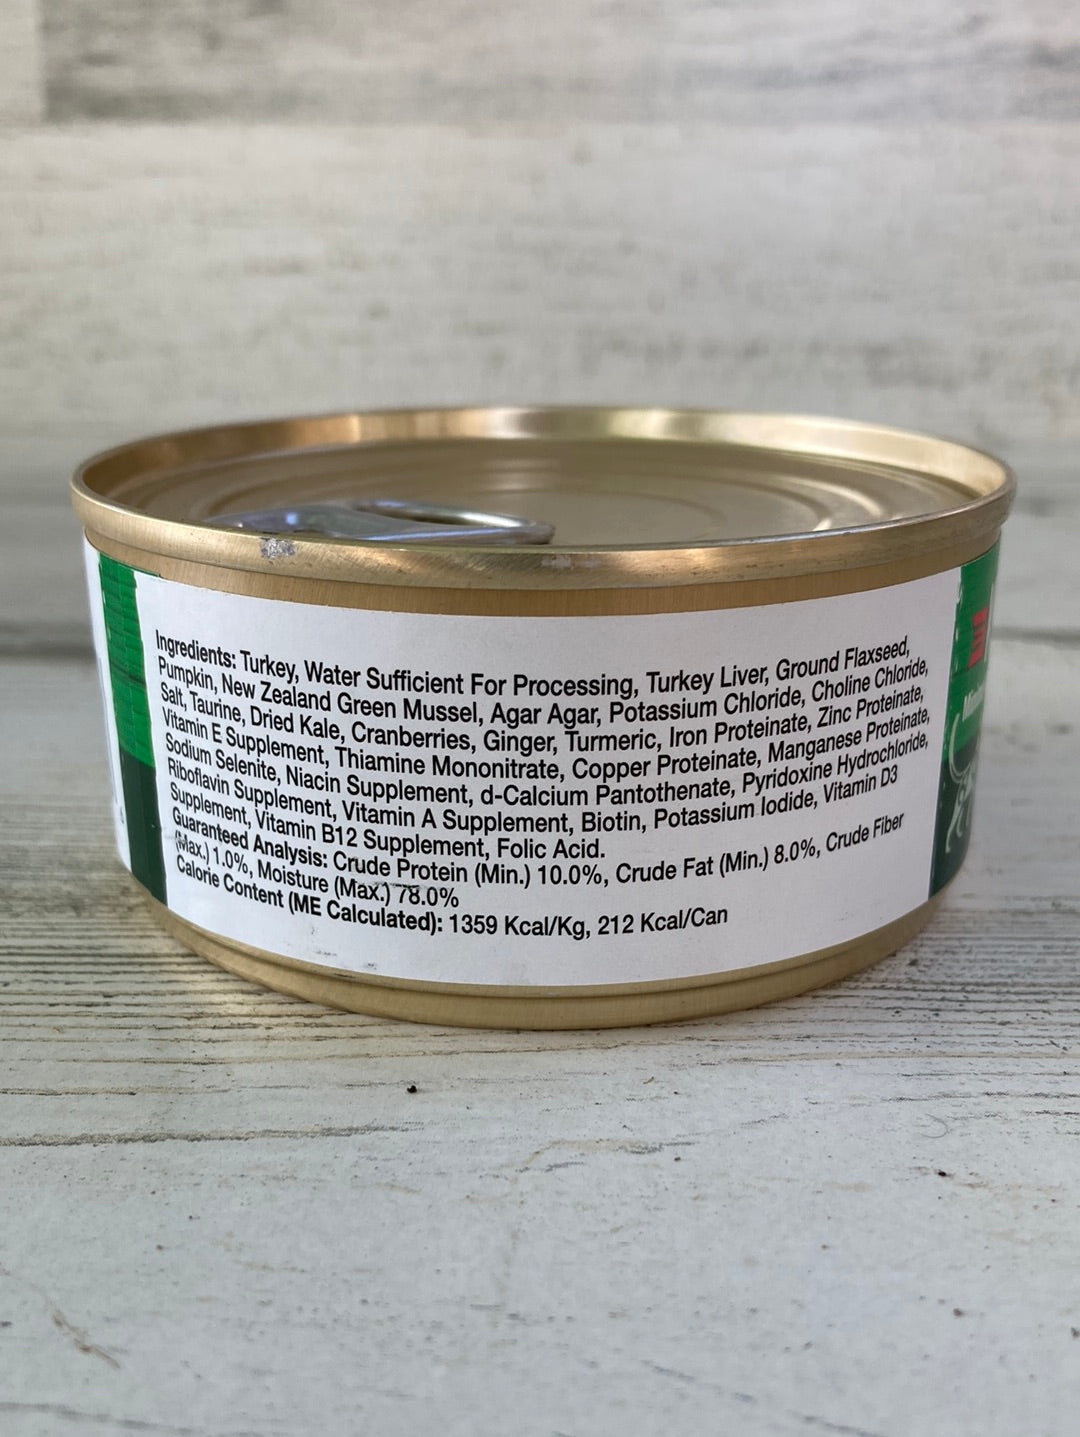 Ingredients: Turkey, Water Sufficient For Processing, Turkey Liver, Ground Flaxseed,
Pumpkin, New Zealand Green Mussel, Agar Agar, Potassium Chloride, Choline Chloride,
Salt, Taurine, Dried Kale, Cranberries, Ginger, Turmeric, Iron Proteinate, Zinc Proteinate,
Vitamin E Supplement, Thiamine Mononitrate, Copper Proteinate, Manganese Proteinate,
Sodium Selenite, Niacin Supplement, d-Calcium Pantothenate, Pyridoxine Hydrochloride,
Riboflavin Supplement, Vitamin A Supplement, Biotin, Potassium Iodide, Vitamin D3
Supplement, Vitamin B12 Supplement, Folic Acid.
Guaranteed Analysis: Crude Protein (Min.) 10.0%, Crude Fat (Min.) 8.0%, Crude Fiber
(Max.) 1.0%, Moisture (Max.) 78.0%
Calorie Content (ME Calculated): 1359 Kcal/Kg, 212 Kcal/Can